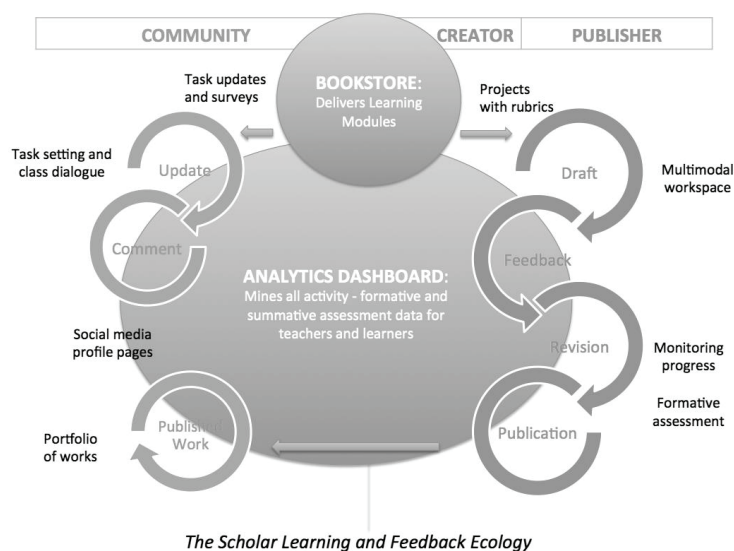 COMMUNITY
CREATOR
PUBLISHER
BOOKSTORE:
Delivers Learning
Modules
Task updates
and surveys
Projects
with rubrics
Task setting and
class dialogue
Update
Draft
Multimodal
workspace
Comment
Feedback
ANALYTICS DASHBOARD:
Mines all activity - formative and
summative assessment data for
teachers and learners
Social media
profile pages
Revision
Monitoring
progress
Formative
assessment
Portfolio
of works
Published
Work
Publication
The Scholar Learning and Feedback Ecology